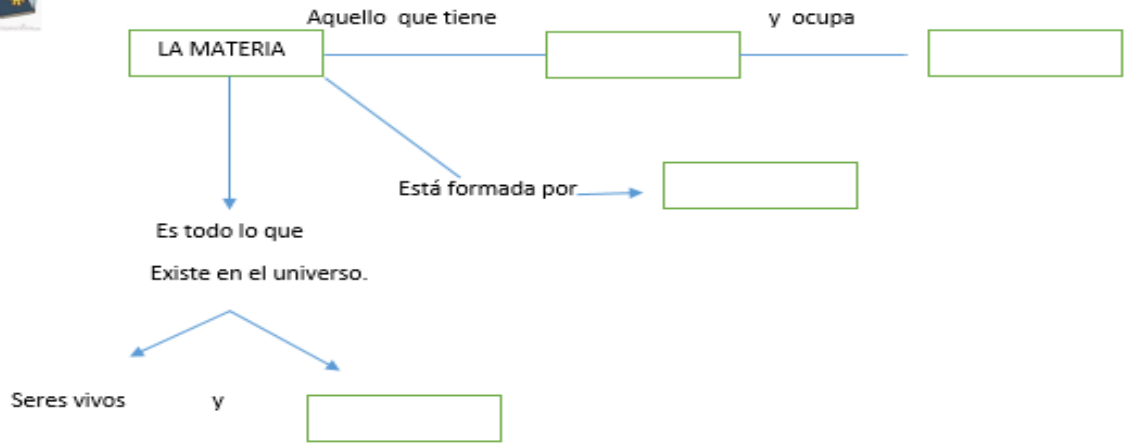 Aquello que tiene
y ocupa
LA MATERIA
Está formada por
Es todo lo que
Existe en el universo.
Seres vivos y